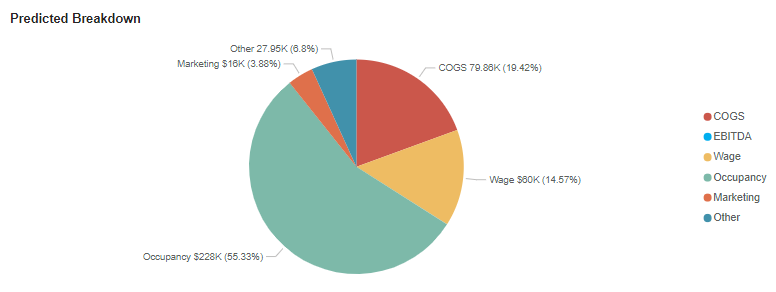 Predicted Breakdown
Other 27.95K (6.8%)
Marketing $16K (3.88%)
COGS 79.86K (19.42%)
Wage $60K (14.57%)
Occupancy $228K (55.33%)
COGS
EBITDA
Wage
Occupancy
Marketing
Other